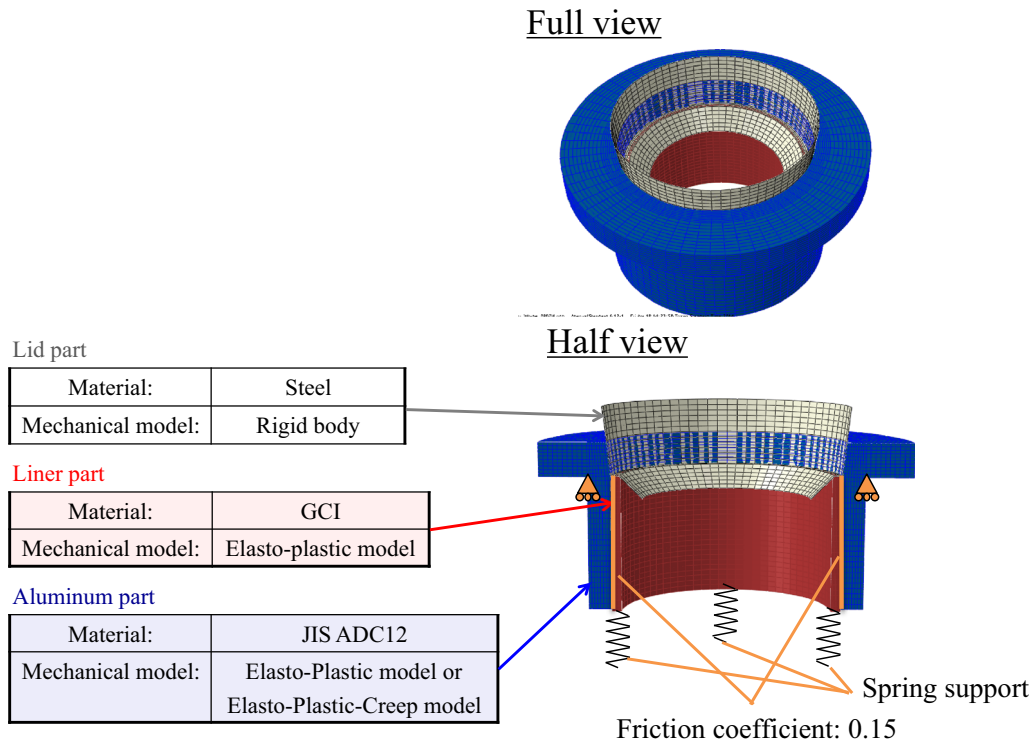 Full view
Half view
Lid part
Material: Steel
Mechanical model: Rigid body
Liner part
Material: GCI
Mechanical model: Elasto-plastic model
Aluminum part
Material: JIS ADC12
Mechanical model: Elasto-Plastic model or
Elasto-Plastic-Creep model
Spring support
Friction coefficient: 0.15